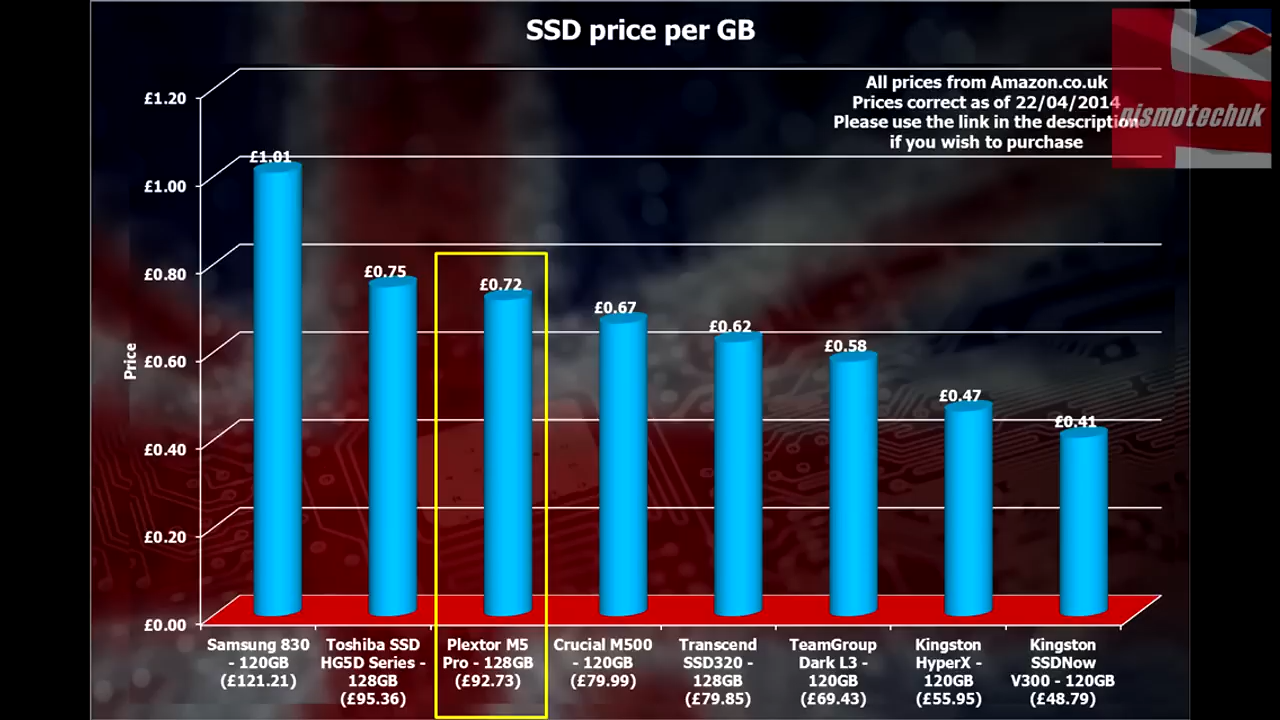 SSD price per GB
All prices from Amazon.co.uk
Prices correct as of 22/04/2014
Please use the link in the description
if you wish to purchase
nismotechuk
£1.20
£1.00
£0.80
£0.60
£0.40
£0.20
£0.00
Price
£1.01
£0.75
£0.72
£0.67
£0.62
£0.58
£0.47
£0.41
Samsung 830
- 120GB
(£121.21)
Toshiba SSD
HG5D Series -
128GB
(£95.36)
Plextor M5
Pro - 128GB
(£92.73)
Crucial M500
- 120GB
(£79.99)
Transcend
SSD320 -
128GB
(£79.85)
TeamGroup
Dark L3 -
120GB
(£69.43)
Kingston
HyperX -
120GB
(£55.95)
Kingston
SSDNow
V300 - 120GB
(£48.79)